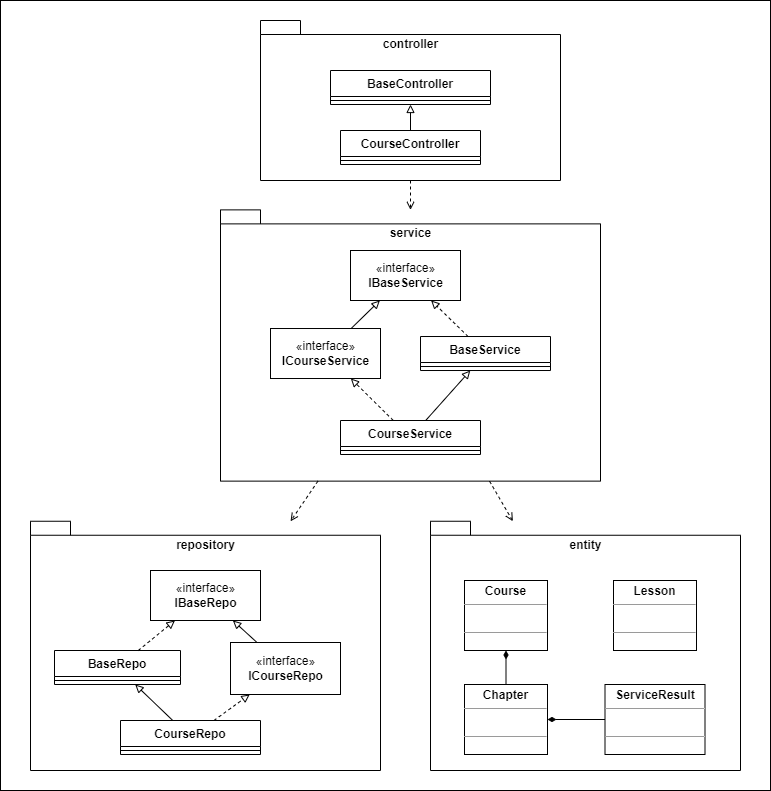 controller
BaseController
CourseController
service
«interface»
IBaseService
«interface»
ICourseService
BaseService
CourseService
repository
«interface»
IBaseRepo
BaseRepo
«interface»
ICourseRepo
CourseRepo
entity
Course
Lesson
Chapter
ServiceResult